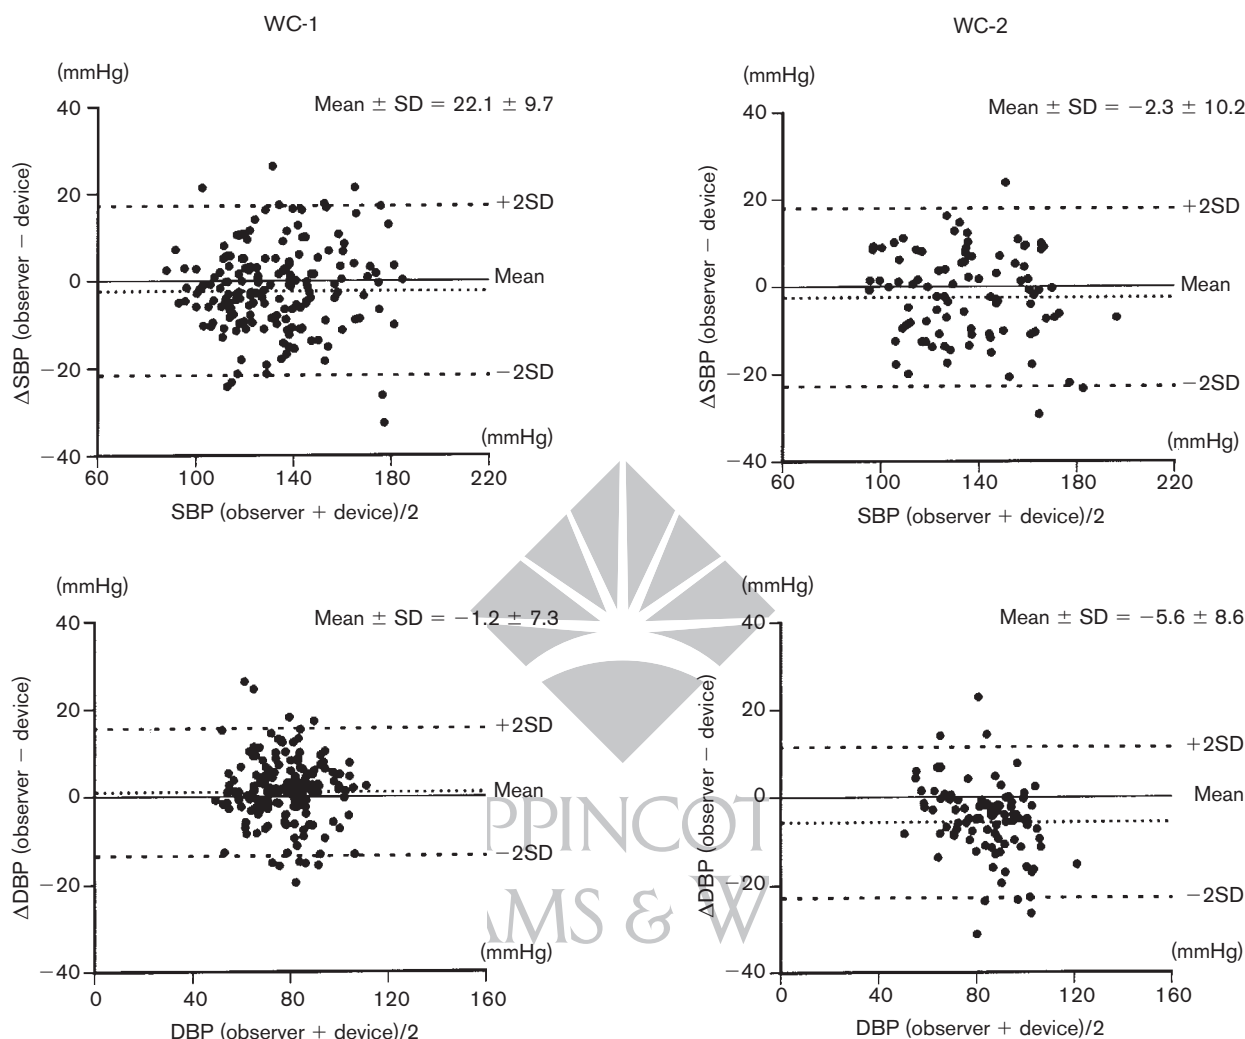 WC-1
WC-2
(mmHg)
Mean ± SD = 22.1 ± 9.7
40
20
0
−20
−40
+2SD
Mean
−2SD
(mmHg)
ΔSBP (observer − device)
60
100
140
180
220
SBP (observer + device)/2
(mmHg)
Mean ± SD = −2.3 ± 10.2
40
20
0
−20
−40
+2SD
Mean
−2SD
(mmHg)
ΔSBP (observer − device)
60
100
140
180
220
SBP (observer + device)/2
(mmHg)
Mean ± SD = −1.2 ± 7.3
40
20
0
−20
−40
+2SD
Mean
−2SD
(mmHg)
ΔDBP (observer − device)
0
40
80
120
160
DBP (observer + device)/2
(mmHg)
Mean ± SD = −5.6 ± 8.6
40
20
0
−20
−40
+2SD
Mean
−2SD
(mmHg)
ΔDBP (observer − device)
0
40
80
120
160
DBP (observer + device)/2
PPINCOT
AMS & W